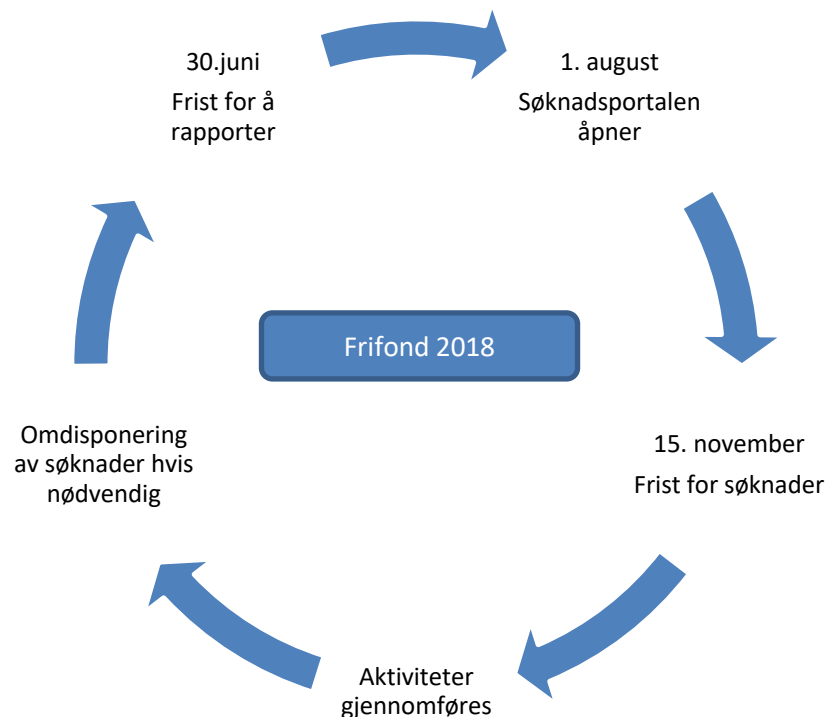 30.juni
Frist for å
rapporter
1. august
Søknadsportalen
åpner
Frifond 2018
15. november
Frist for søknader
Aktiviteter
gjennomføres
Omdisponering
av søknader hvis
nødvendig